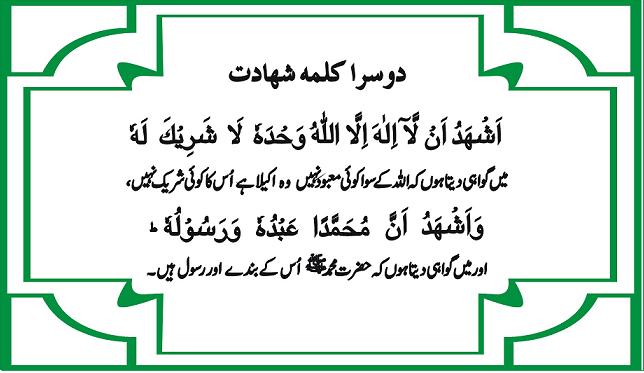 دوسرا کلمہ شہادت
اَشْهَدُ اَنْ لَّآ اِلٰهَ اِلَّا اللّٰهُ وَحْدَهٗ لَا شَرِيْكَ لَهٗ
میں گواہی دیتا ہوں کہ اللہ کے سوا کوئی معبود نہیں وہ اکیلا ہے اُس کا کوئی شریک نہیں،
وَاَشْهَدُ اَنَّ مُحَمَّدًا عَبْدُهٗ وَرَسُوْلُهٗ ؕ
اور میں گواہی دیتا ہوں کہ حضرت محمد ﷺ اُس کے بندے اور رسول ہیں۔